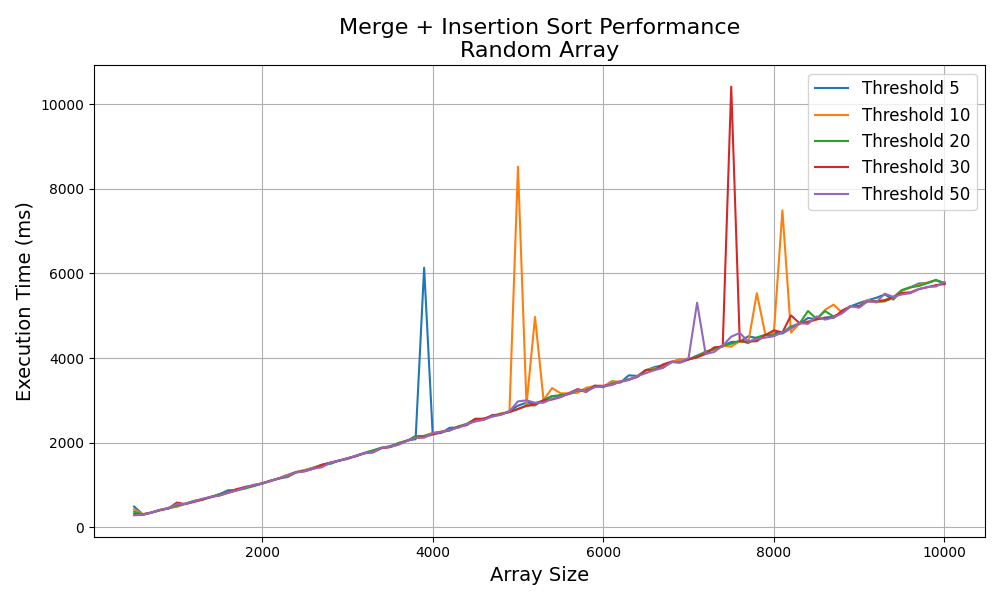 Merge + Insertion Sort Performance
Random Array
Execution Time (ms)
10000
8000
6000
4000
2000
0
Threshold 5
Threshold 10
Threshold 20
Threshold 30
Threshold 50
2000 4000 6000 8000 10000
Array Size